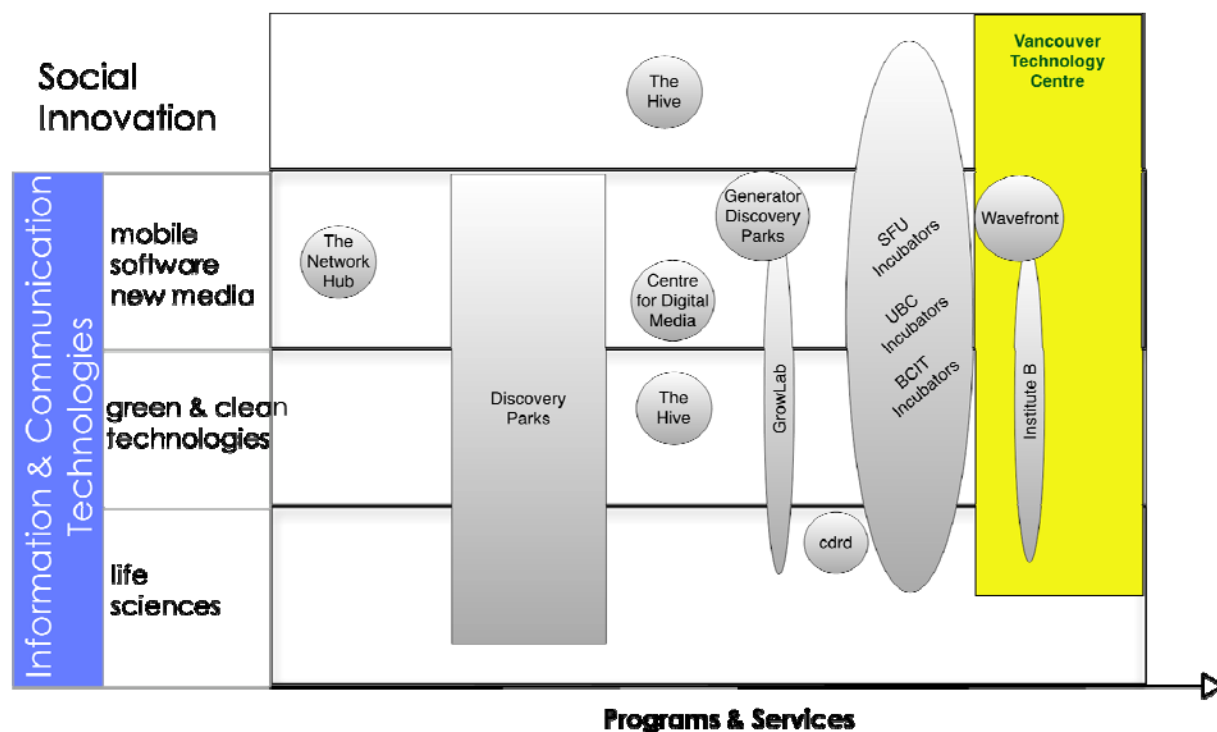 Social
Innovation
Information & Communication
Technologies
mobile
software
new media
green & clean
technologies
life
sciences
The
Hive
The
Network
Hub
Discovery
Parks
Centre
for Digital
Media
The
Hive
Generator
Discovery
Parks
GrowLab
cdrd
SFU
Incubators
UBC
Incubators
BCIT
Incubators
Vancouver
Technology
Centre
Wavefront
Institute B
Programs & Services